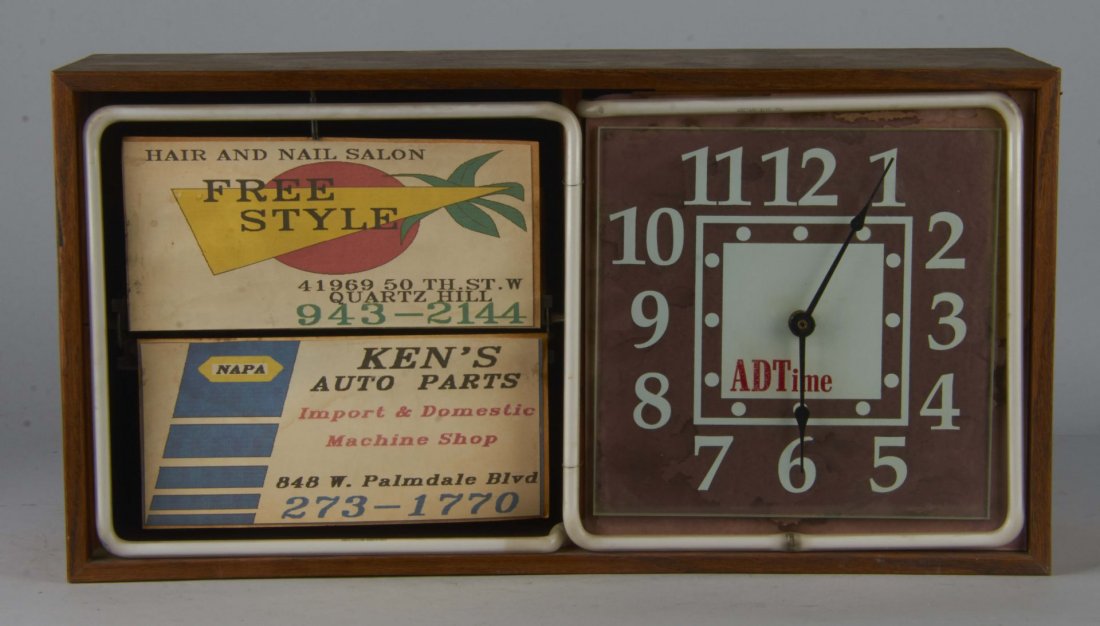 HAIR AND NAIL SALON
FREE
STYLE
41969 50 TH.ST.W
QUARTZ HILL
943-2144
NAPA
KEN'S
AUTO PARTS
Import & Domestic
Machine Shop
848 W. Palmdale Blvd
273-1770
11 12 1
10 2
9 3
8 4
7 6 5
ADTime